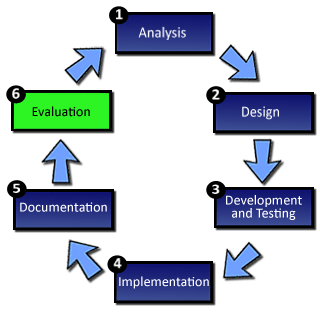 1
Analysis
2
Design
3
Development
and Testing
4
Implementation
5
Documentation
6
Evaluation